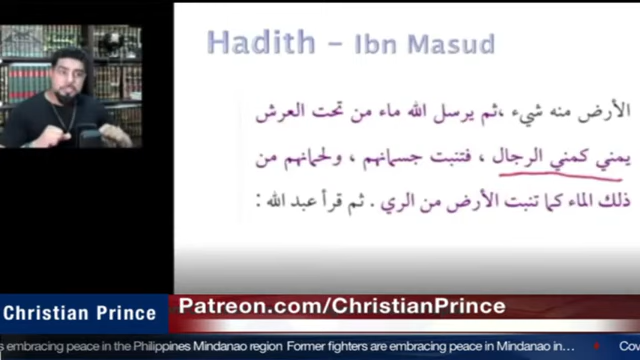 Hadith – Ibn Masud
الأرض منه شيء ، ثم يرسل الله ماء من تحت العرش
يمني كمني الرجال ، فتنبت جسمانهم ، ولحمانهم من
ذلك الماء كما تنبت الأرض من الري . ثم قرأ عبد الله :
Christian Prince
Patreon.com/ChristianPrince
s embracing peace in the Philippines Mindanao region Former fighters are embracing peace in Mindanao in... Cov